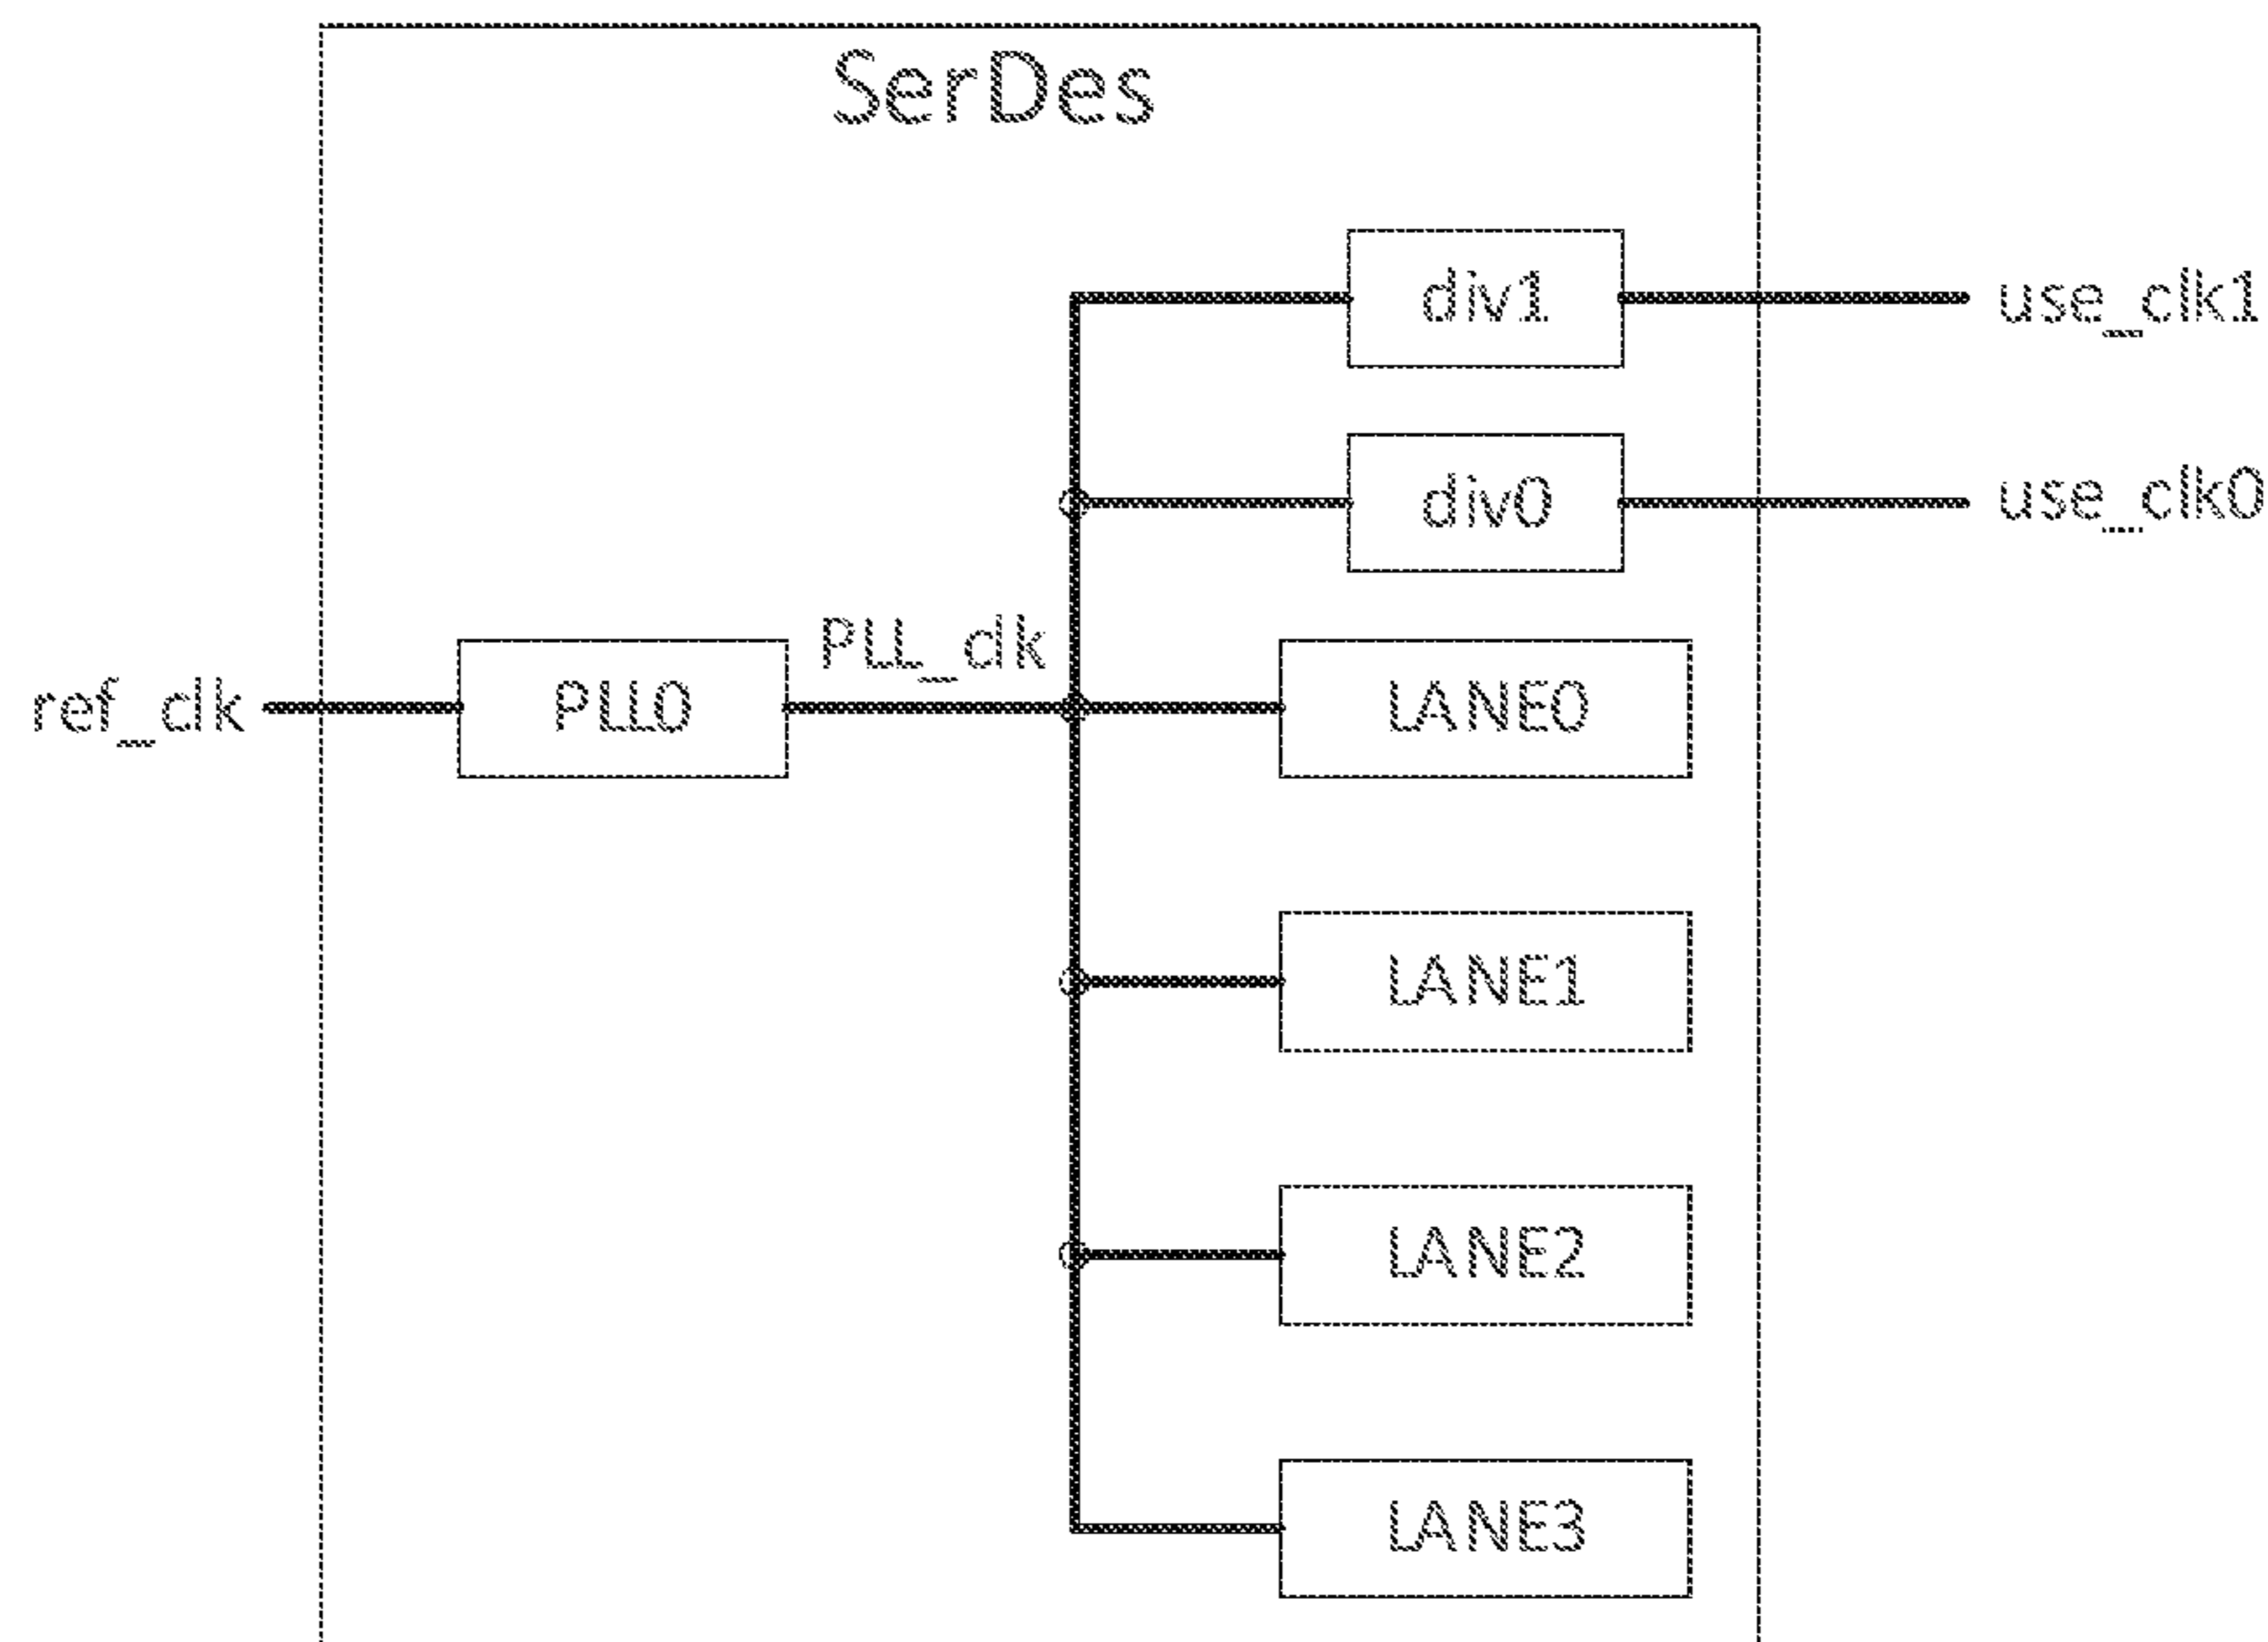 SerDes
div1
use_clk1
div0
use_clk0
PLL_clk
ref_clk
PLL0
LANE0
LANE1
LANE2
LANE3